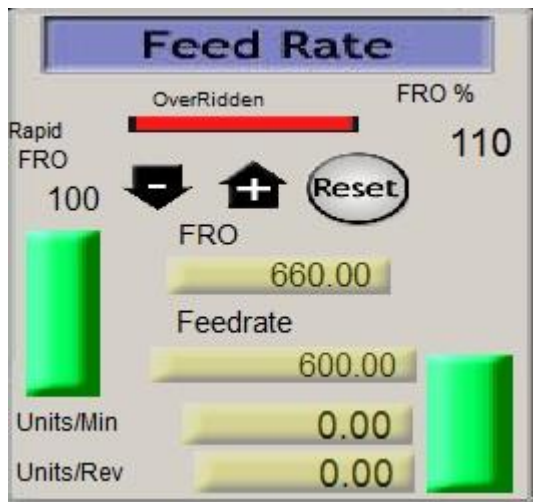 Feed Rate
OverRidden
FRO %
Rapid
FRO
110
100
-
+
Reset
FRO
660.00
Feedrate
600.00
Units/Min 0.00
Units/Rev 0.00